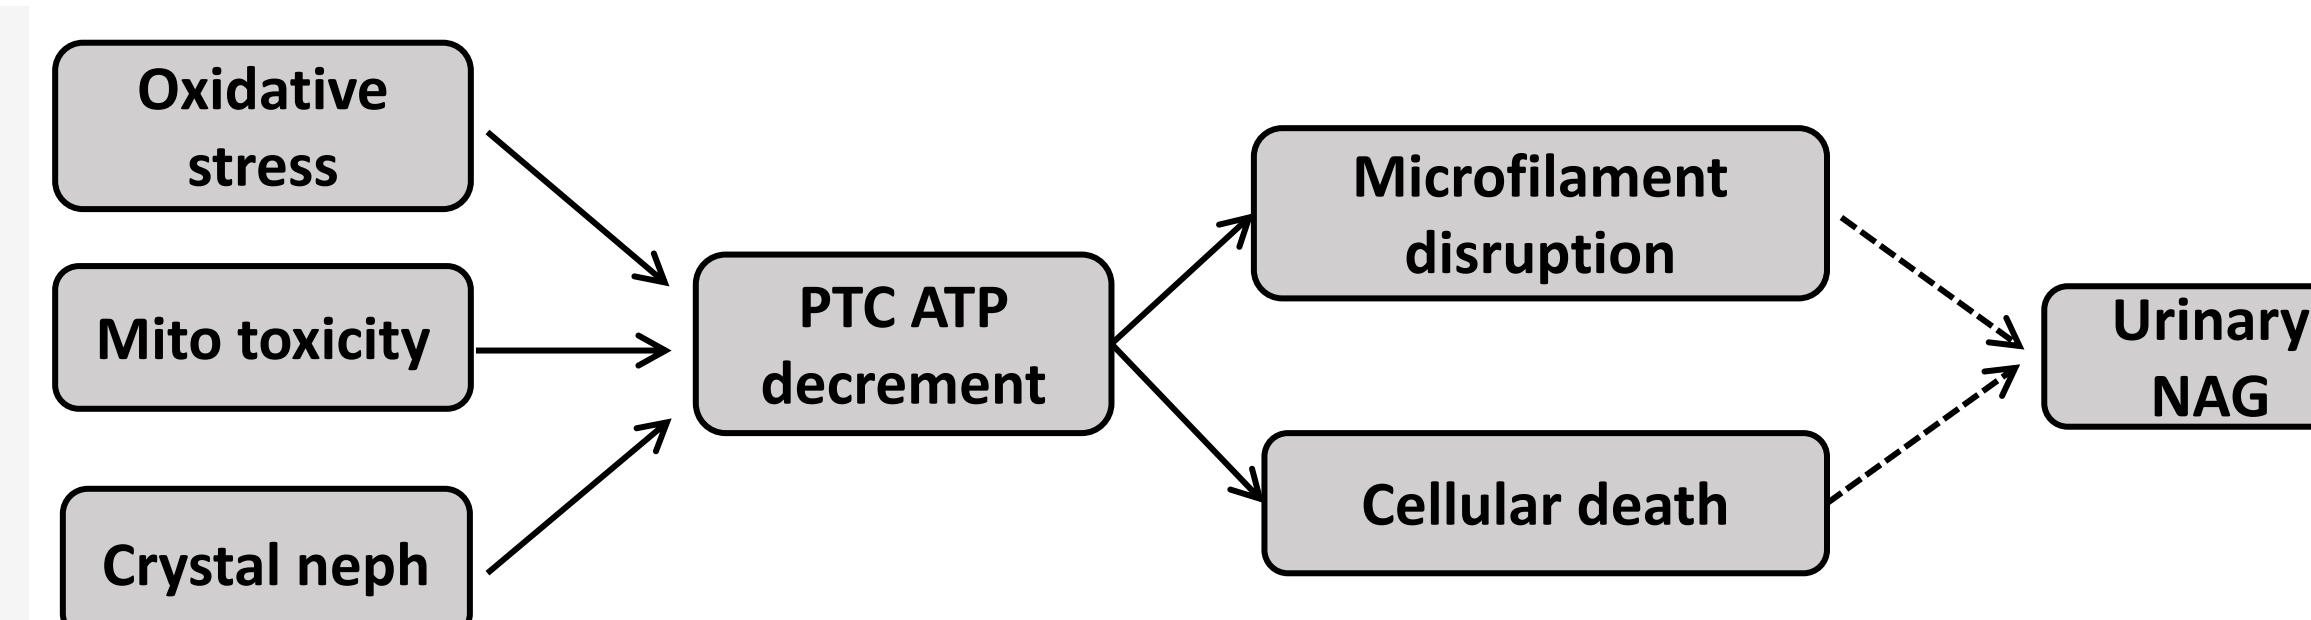 Oxidative
stress
Mito toxicity
Crystal neph
PTC ATP
decrement
Microfilament
disruption
Cellular death
Urinary
NAG